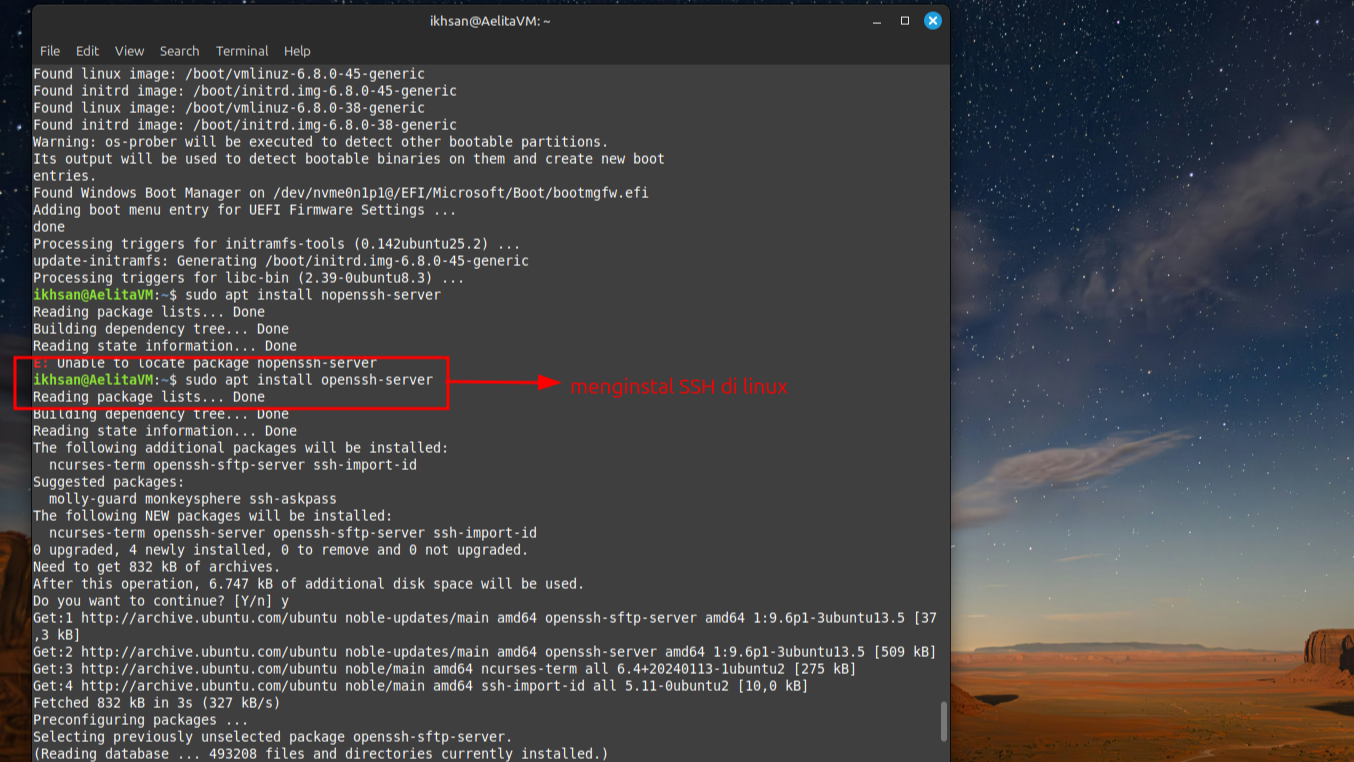 ikhsan@AelitaVM: ~
File Edit View Search Terminal Help
Found linux image: /boot/vmlinuz-6.8.0-45-generic
Found initrd image: /boot/initrd.img-6.8.0-45-generic
Found linux image: /boot/vmlinuz-6.8.0-38-generic
Found initrd image: /boot/initrd.img-6.8.0-38-generic
Warning: os-prober will be executed to detect other bootable partitions.
Its output will be used to detect bootable binaries on them and create new boot
entries.
Found Windows Boot Manager on /dev/nvme0n1p1@/EFI/Microsoft/Boot/bootmgfw.efi
Adding boot menu entry for UEFI Firmware Settings ...
done
Processing triggers for initramfs-tools (0.142ubuntu25.2) ...
update-initramfs: Generating /boot/initrd.img-6.8.0-45-generic
Processing triggers for libc-bin (2.39-0ubuntu8.3) ...
ikhsan@AelitaVM:~$ sudo apt install nopenssh-server
Reading package lists... Done
Building dependency tree... Done
Reading state information... Done
E: Unable to locate package nopenssh-server
ikhsan@AelitaVM:~$ sudo apt install openssh-server
menginstal SSH di linux
Reading package lists... Done
Building dependency tree... Done
Reading state information... Done
The following additional packages will be installed:
  ncurses-term openssh-sftp-server ssh-import-id
Suggested packages:
  molly-guard monkeysphere ssh-askpass
The following NEW packages will be installed:
  ncurses-term openssh-server openssh-sftp-server ssh-import-id
0 upgraded, 4 newly installed, 0 to remove and 0 not upgraded.
Need to get 832 kB of archives.
After this operation, 6.747 kB of additional disk space will be used.
Do you want to continue? [Y/n] y
Get:1 http://archive.ubuntu.com/ubuntu noble-updates/main amd64 openssh-sftp-server amd64 1:9.6p1-3ubuntu13.5 [37
,3 kB]
Get:2 http://archive.ubuntu.com/ubuntu noble-updates/main amd64 openssh-server amd64 1:9.6p1-3ubuntu13.5 [509 kB]
Get:3 http://archive.ubuntu.com/ubuntu noble/main amd64 ncurses-term all 6.4+20240113-1ubuntu2 [275 kB]
Get:4 http://archive.ubuntu.com/ubuntu noble/main amd64 ssh-import-id all 5.11-0ubuntu2 [10,0 kB]
Fetched 832 kB in 3s (327 kB/s)
Preconfiguring packages ...
Selecting previously unselected package openssh-sftp-server.
(Reading database ... 493208 files and directories currently installed.)